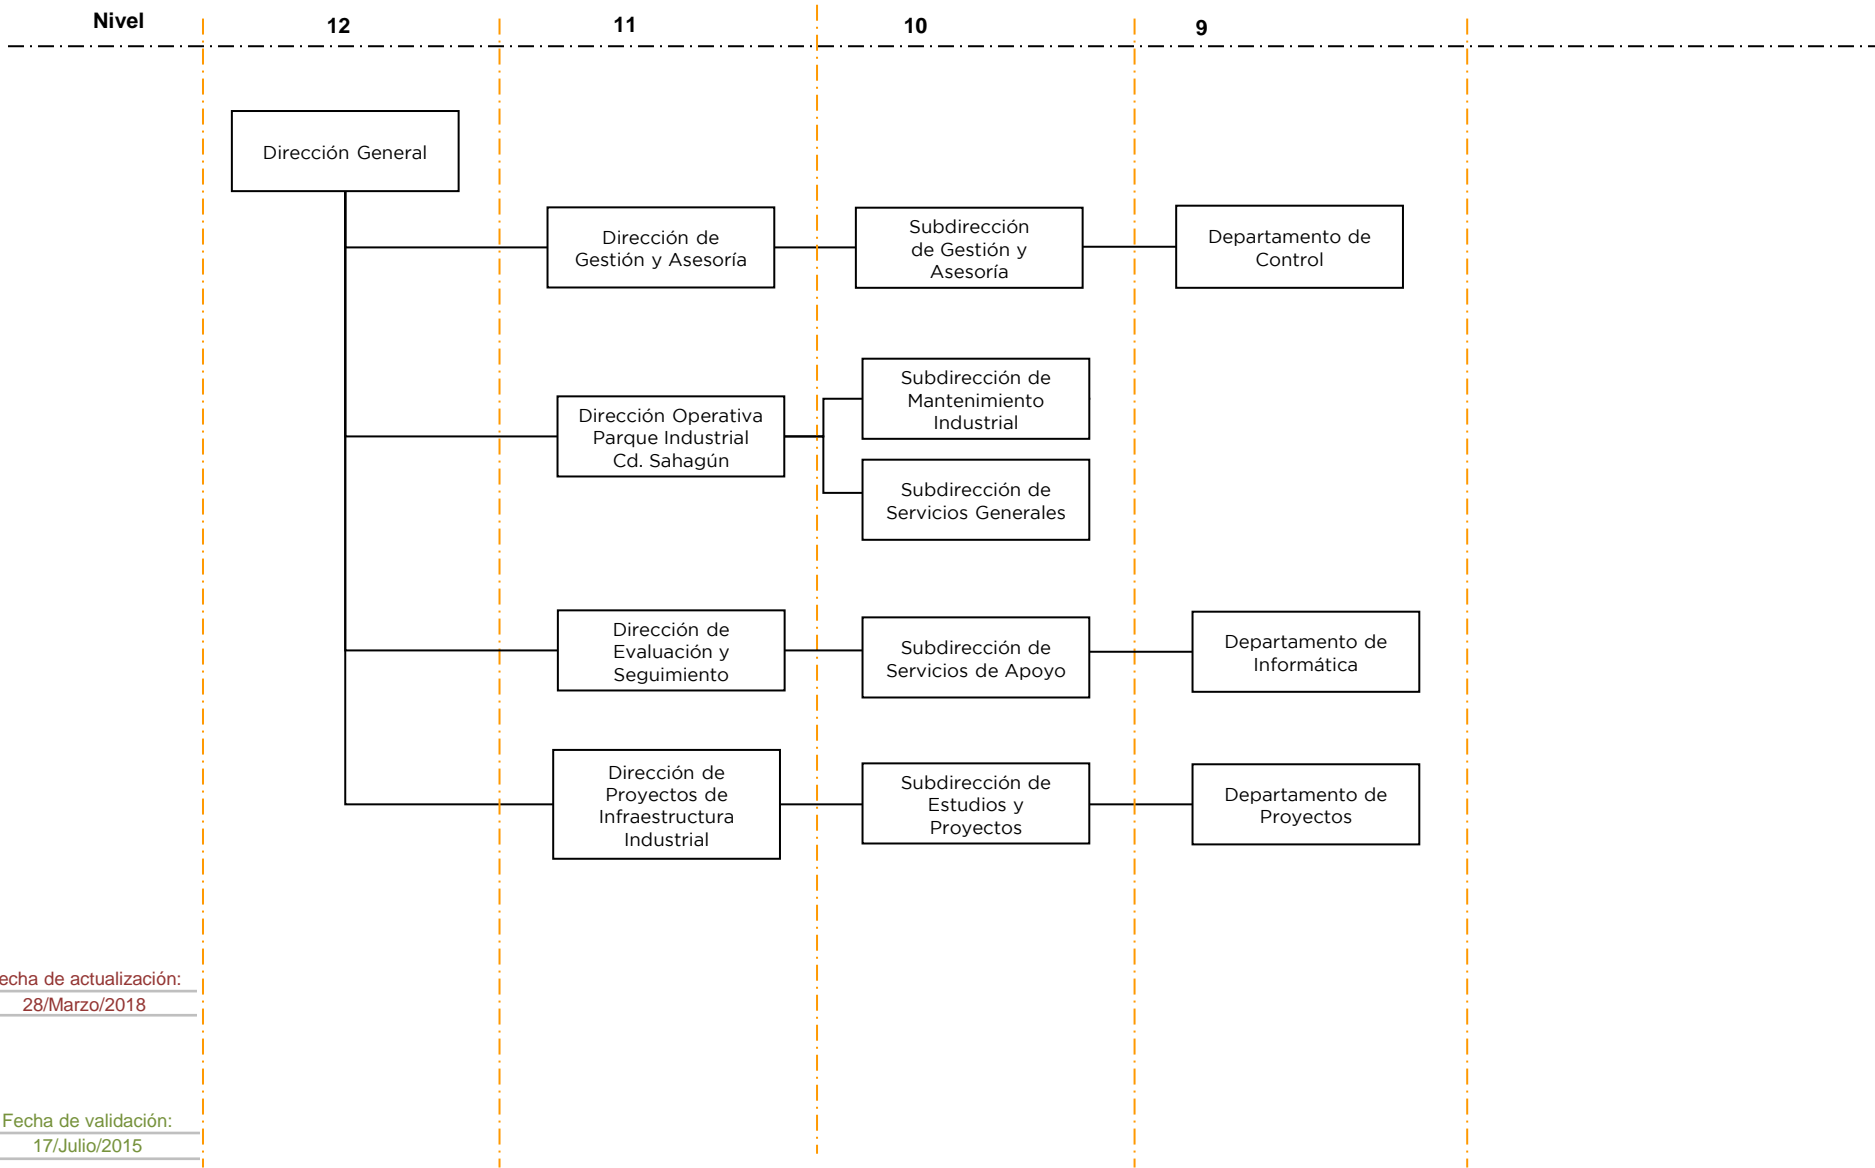 Nivel
12
11
10
9
Dirección General
Dirección de
Gestión y Asesoría
Subdirección
de Gestión y
Asesoría
Departamento de
Control
Dirección Operativa
Parque Industrial
Cd. Sahagún
Subdirección de
Mantenimiento
Industrial
Subdirección de
Servicios Generales
Dirección de
Evaluación y
Seguimiento
Subdirección de
Servicios de Apoyo
Departamento de
Informática
Dirección de
Proyectos de
Infraestructura
Industrial
Subdirección de
Estudios y
Proyectos
Departamento de
Proyectos
echa de actualización:
28/Marzo/2018
Fecha de validación:
17/Julio/2015